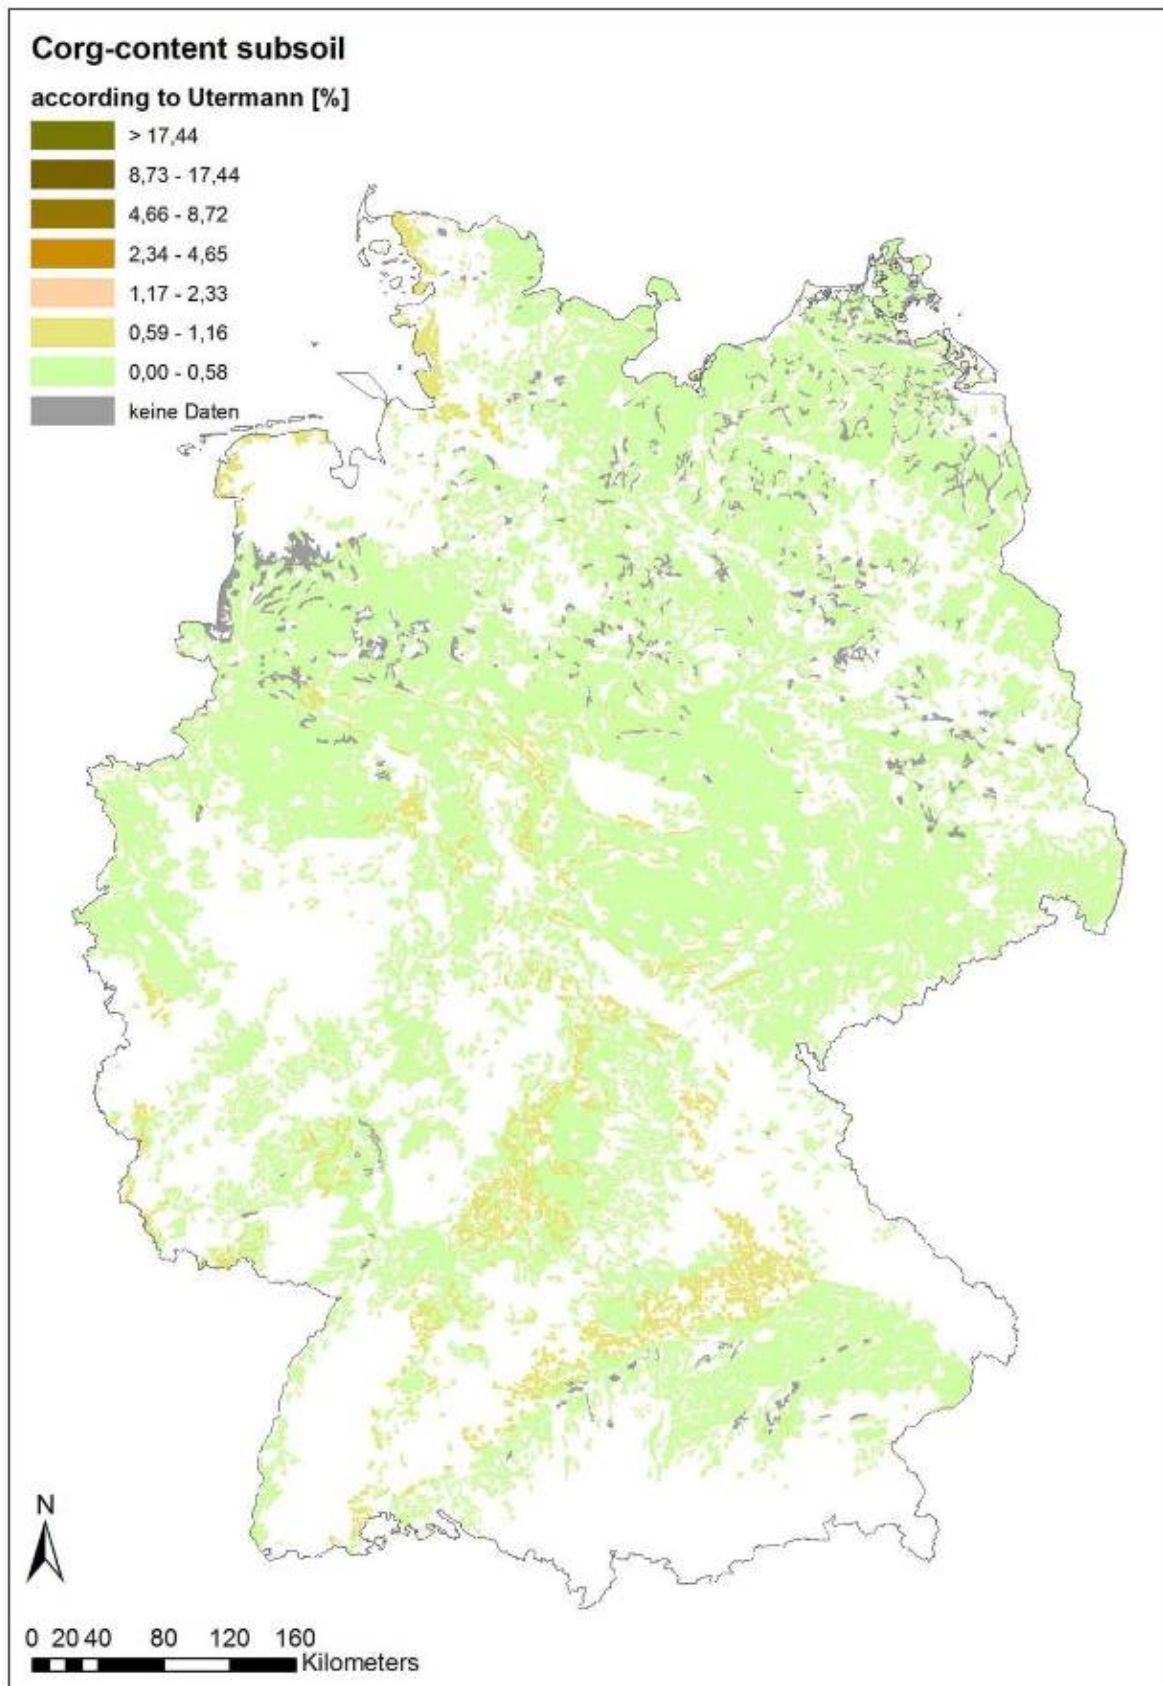 Corg-content subsoil
according to Utermann [%]
> 17,44
8,73 - 17,44
4,66 - 8,72
2,34 - 4,65
1,17 - 2,33
0,59 - 1,16
0,00 - 0,58
keine Daten
N
0 20 40 80 120 160
Kilometers